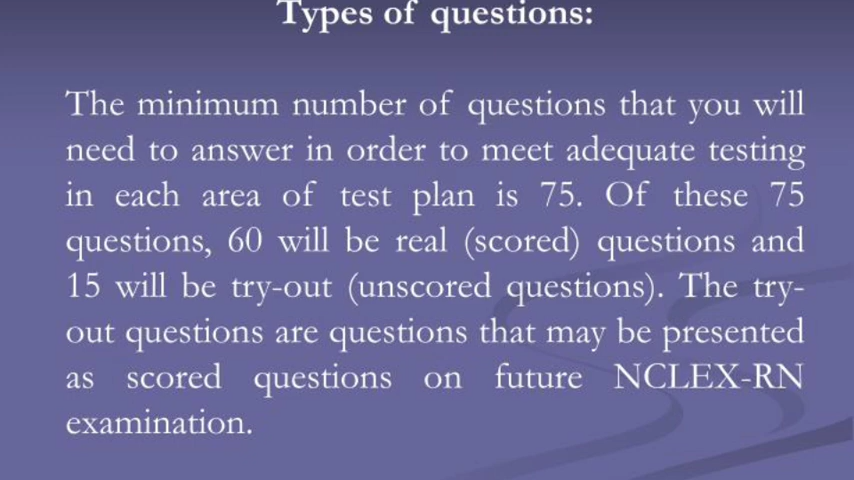 Types of questions:
The minimum number of questions that you will
need to answer in order to meet adequate testing
in each area of test plan is 75. Of these 75
questions, 60 will be real (scored) questions and
15 will be try-out (unscored questions). The try-
out questions are questions that may be presented
as scored questions on future NCLEX-RN
examination.